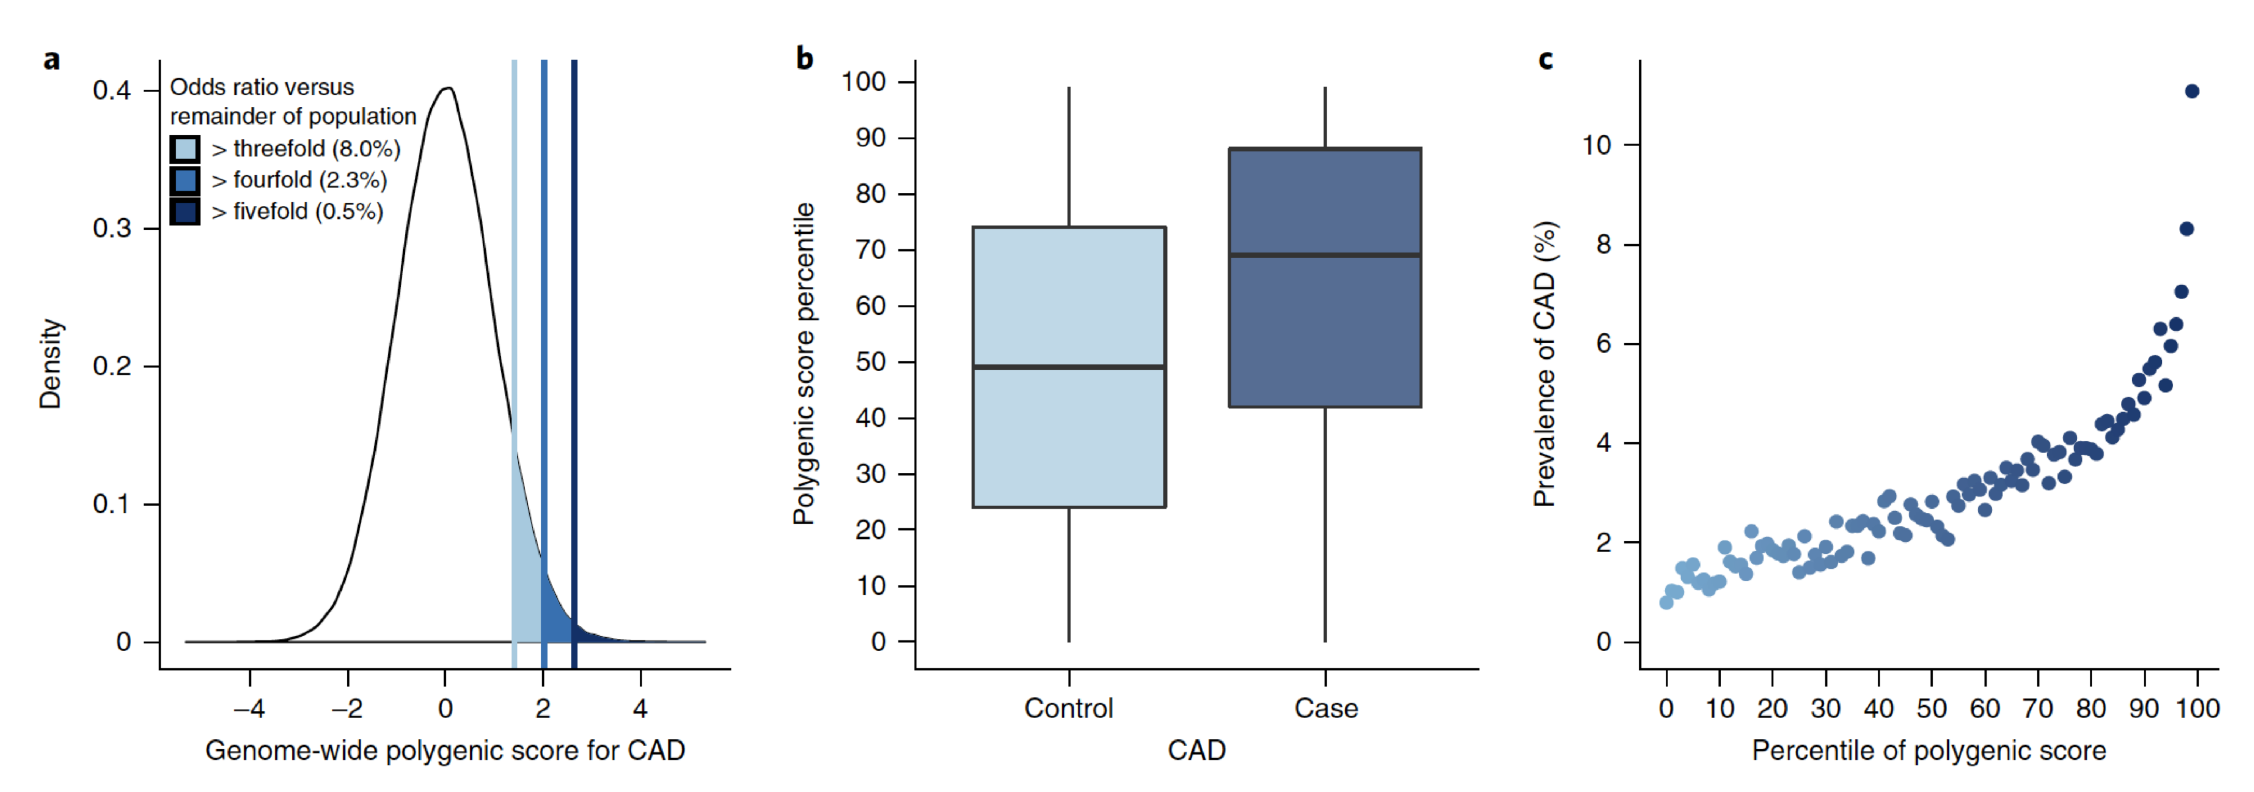 a
Odds ratio versus
remainder of population
> threefold (8.0%)
> fourfold (2.3%)
> fivefold (0.5%)
Density
0.4
0.3
0.2
0.1
0
–4 –2 0 2 4
Genome-wide polygenic score for CAD
b
Polygenic score percentile
100
90
80
70
60
50
40
30
20
10
0
Control Case
CAD
c
Prevalence of CAD (%)
10
8
6
4
2
0
0 10 20 30 40 50 60 70 80 90 100
Percentile of polygenic score